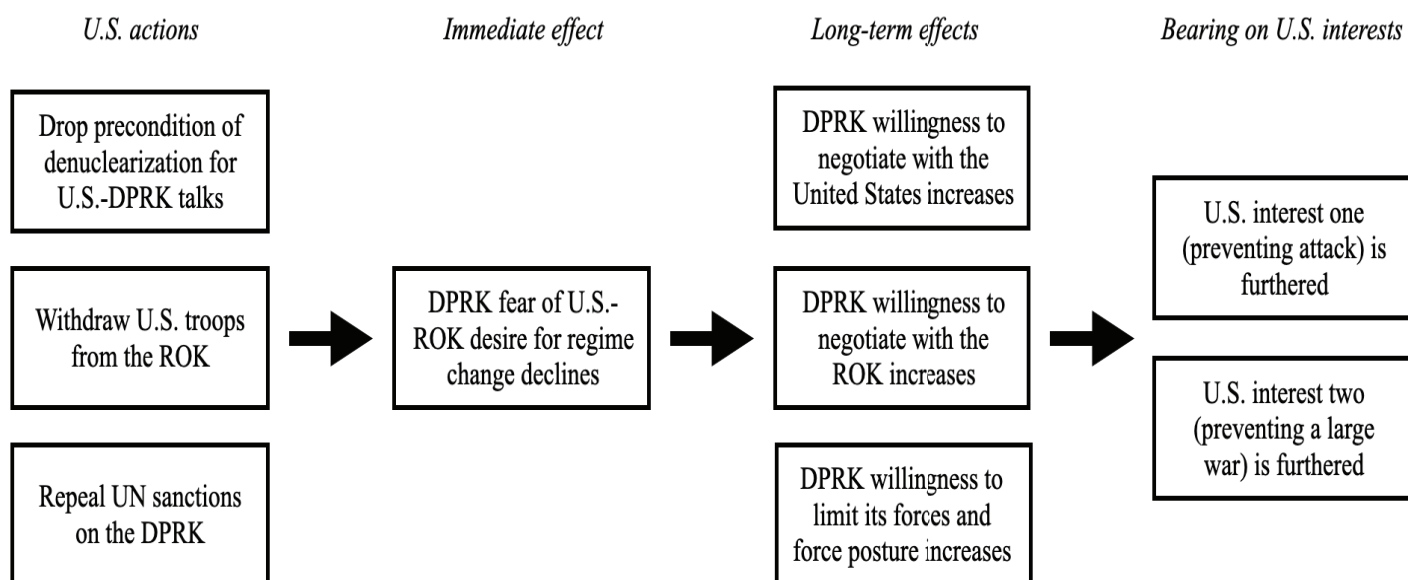 U.S. actions
Immediate effect
Long-term effects
Bearing on U.S. interests
Drop precondition of
denuclearization for
U.S.-DPRK talks
Withdraw U.S. troops
from the ROK
Repeal UN sanctions
on the DPRK
DPRK fear of U.S.-
ROK desire for regime
change declines
DPRK willingness to
negotiate with the
United States increases
DPRK willingness to
negotiate with the
ROK increases
DPRK willingness to
limit its forces and
force posture increases
U.S. interest one
(preventing attack) is
furthered
U.S. interest two
(preventing a large
war) is furthered